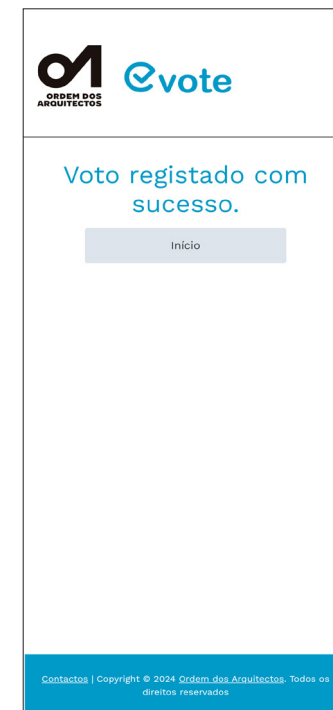 OA
ORDEM DOS
ARQUITECTOS
evote
Voto registado com
sucesso.
Início
Contactos | Copyright © 2024 Ordem dos Arquitectos. Todos os
direitos reservados